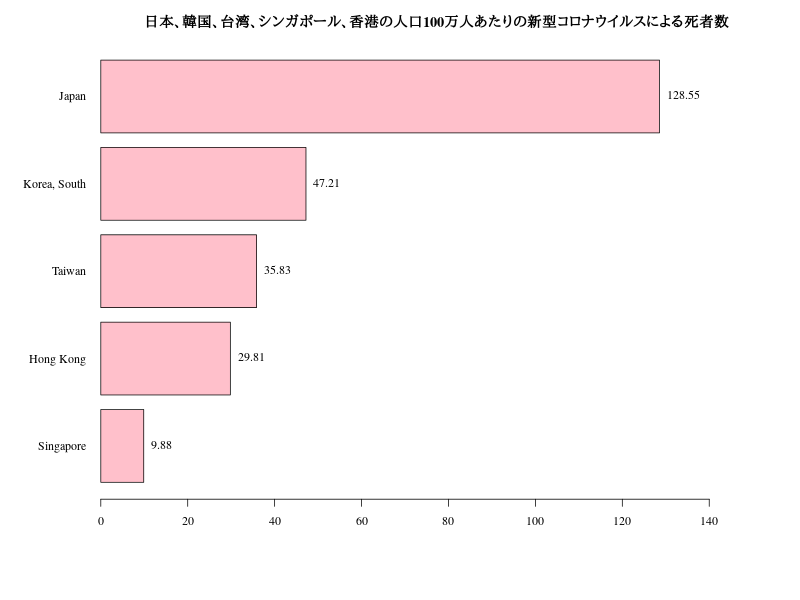 日本、韓国、台湾、シンガポール、香港の人口100万人あたりの新型コロナウイルスによる死者数
Japan 128.55
Korea, South 47.21
Taiwan 35.83
Hong Kong 29.81
Singapore 9.88
0 20 40 60 80 100 120 140